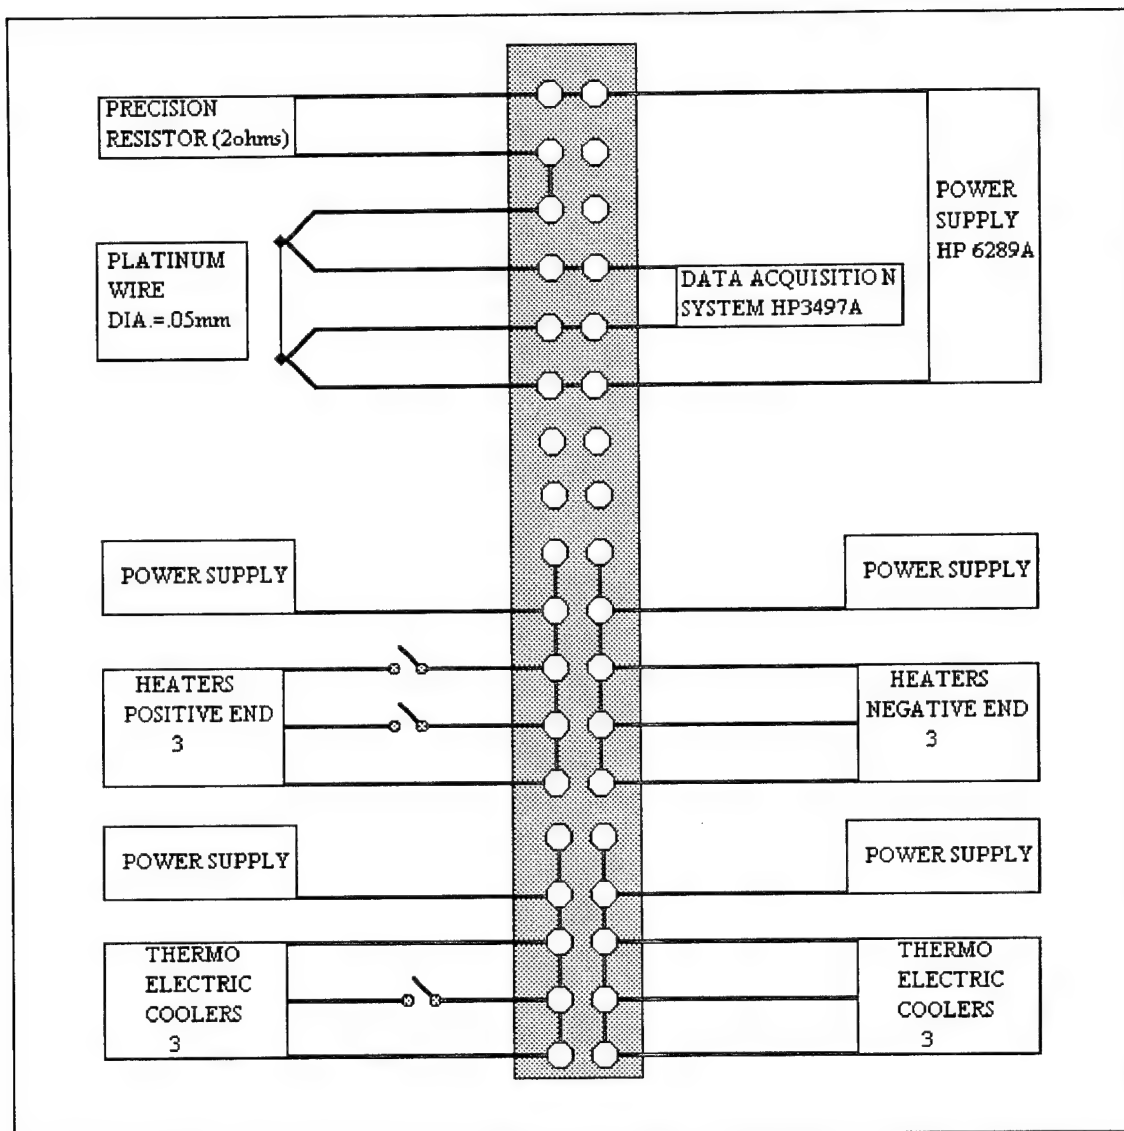 PRECISION
RESISTOR (2ohms)
PLATINUM
WIRE
DIA.=.05mm
DATA ACQUISITION
SYSTEM HP3497A
POWER
SUPPLY
HP 6289A
POWER SUPPLY
POWER SUPPLY
HEATERS
POSITIVE END
3
HEATERS
NEGATIVE END
3
POWER SUPPLY
POWER SUPPLY
THERMO
ELECTRIC
COOLERS
3
THERMO
ELECTRIC
COOLERS
3